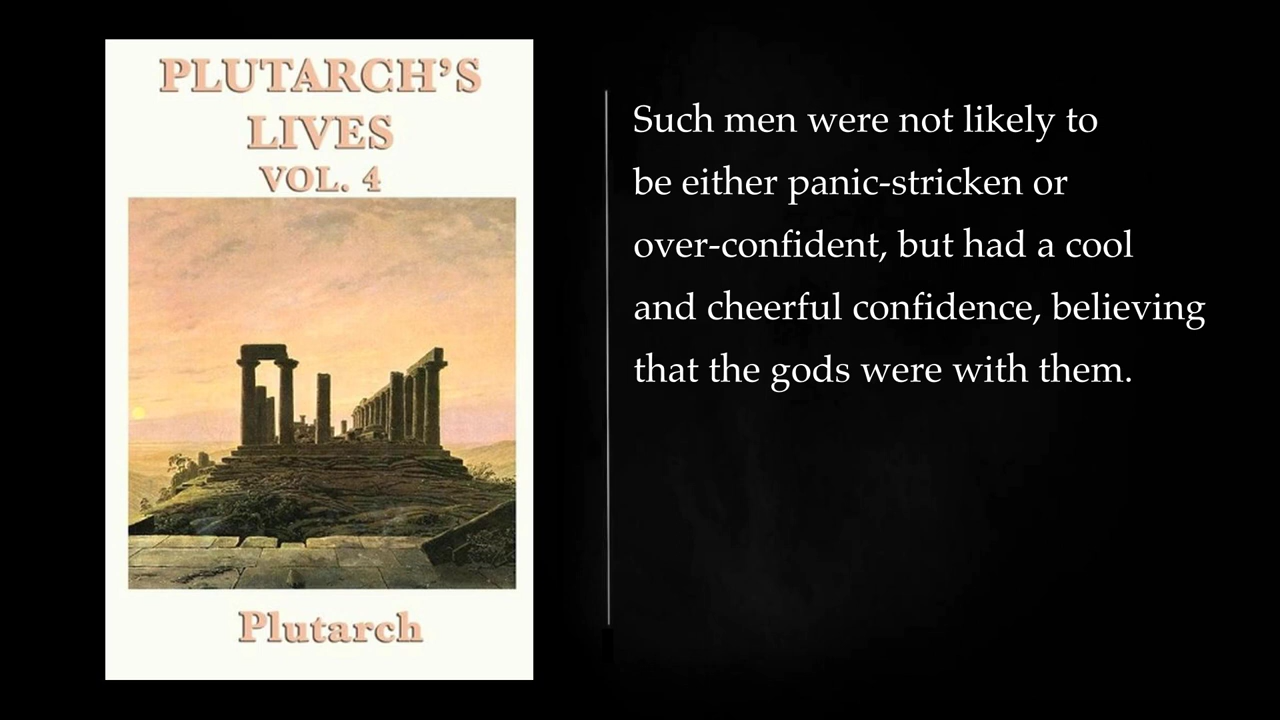 PLUTARCH'S
LIVES
VOL. 4
Plutarch
Such men were not likely to
be either panic-stricken or
over-confident, but had a cool
and cheerful confidence, believing
that the gods were with them.